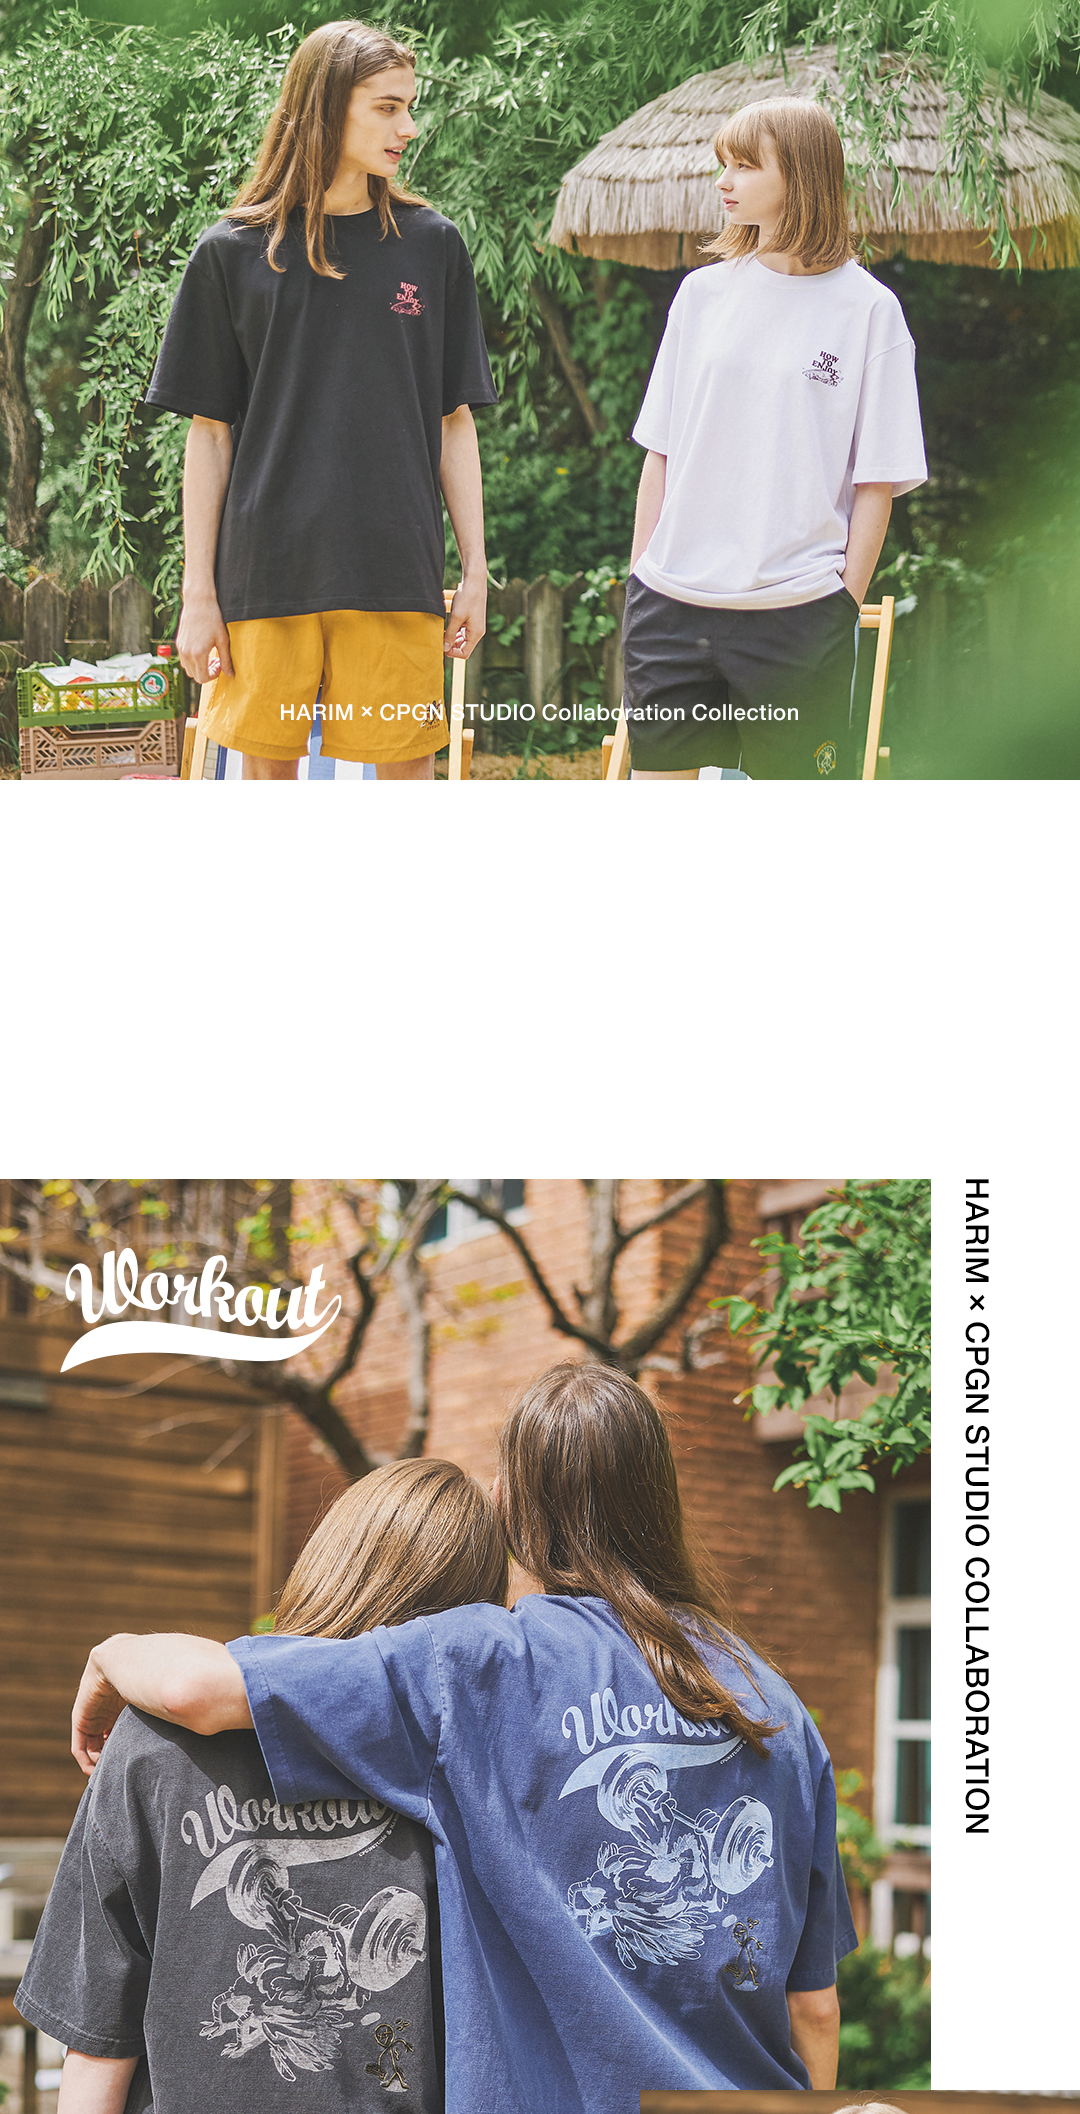 HOW
TO
ENJOY
HOW
TO
ENJOY
HARIM × CPGN STUDIO Collaboration Collection
HARIM × CPGN STUDIO COLLABORATION
Workout
Workout
Workout